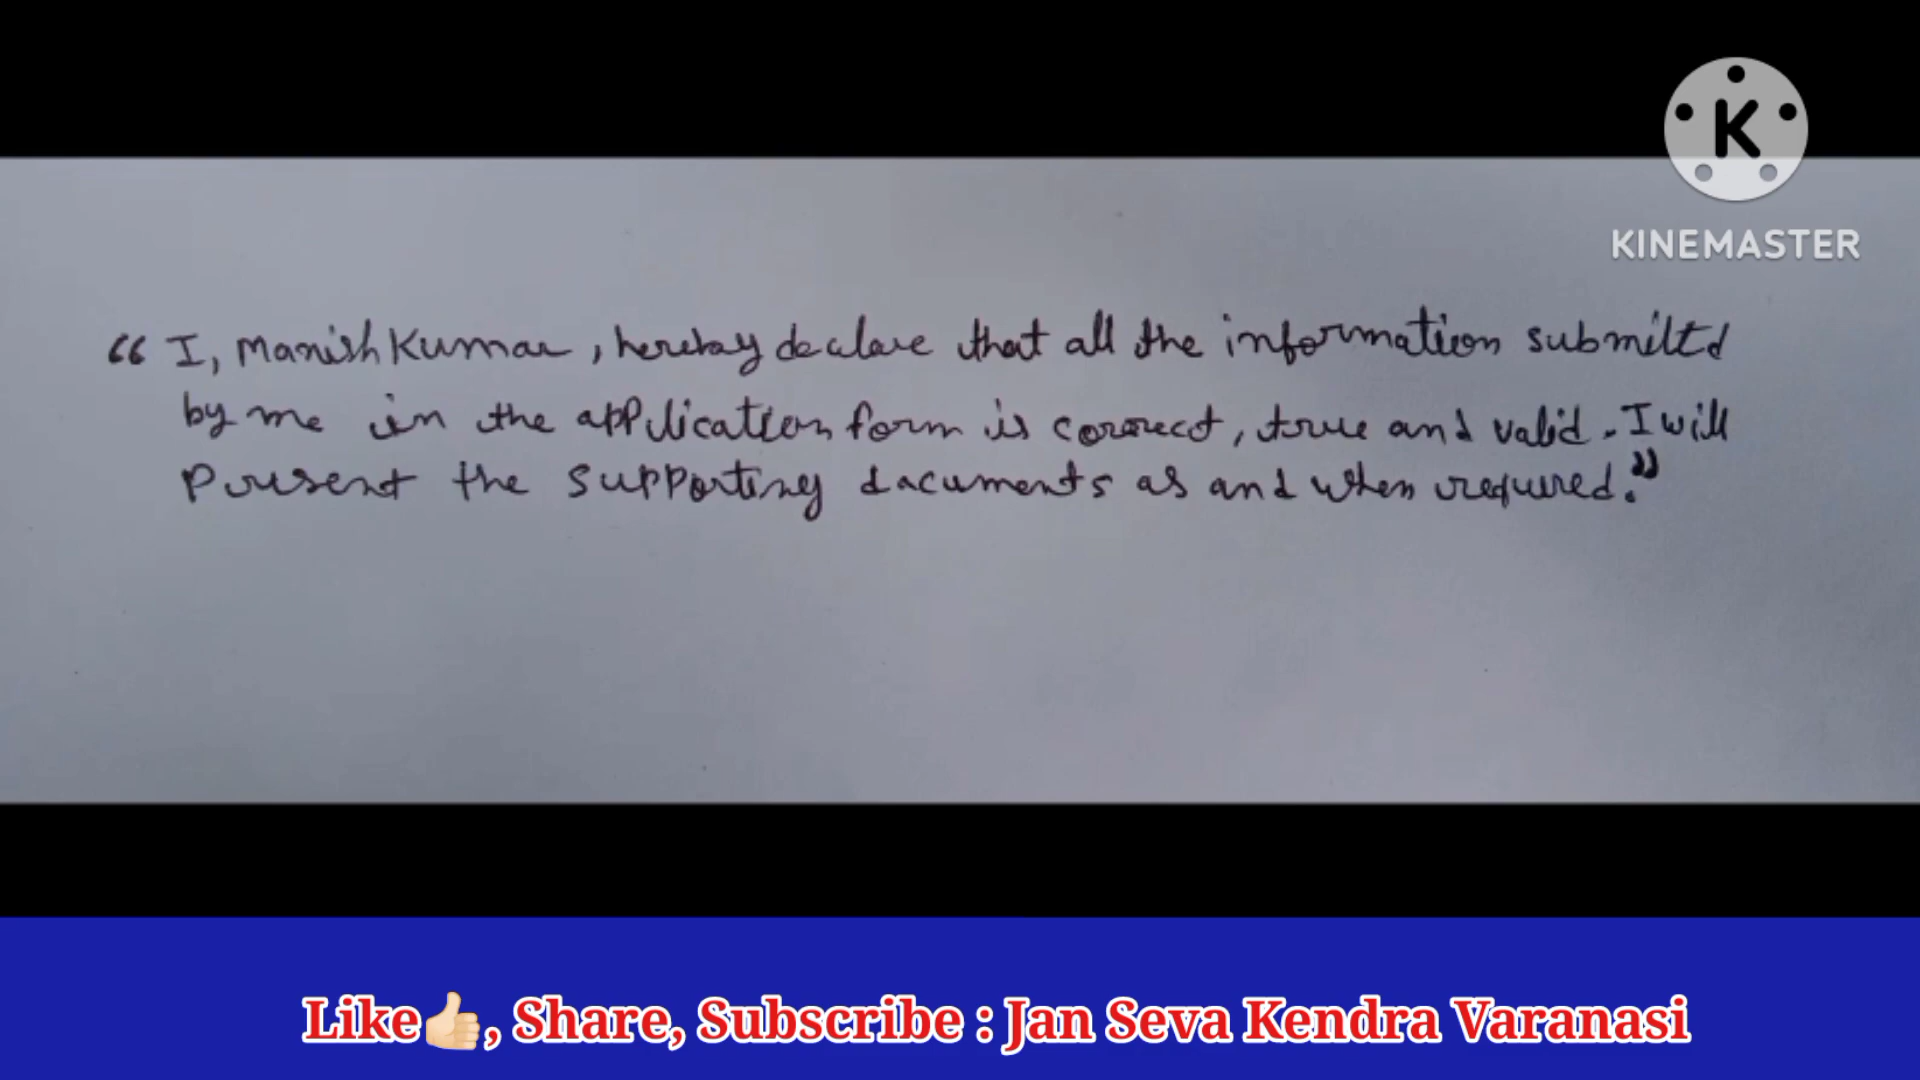 KINEMASTER
“ I, Manish Kumar, hereby declare that all the information submiltd
by me in the application form is correct, true and valid. I will
Present the supporting documents as and when required.”
Like👍🏻, Share, Subscribe : Jan Seva Kendra Varanasi